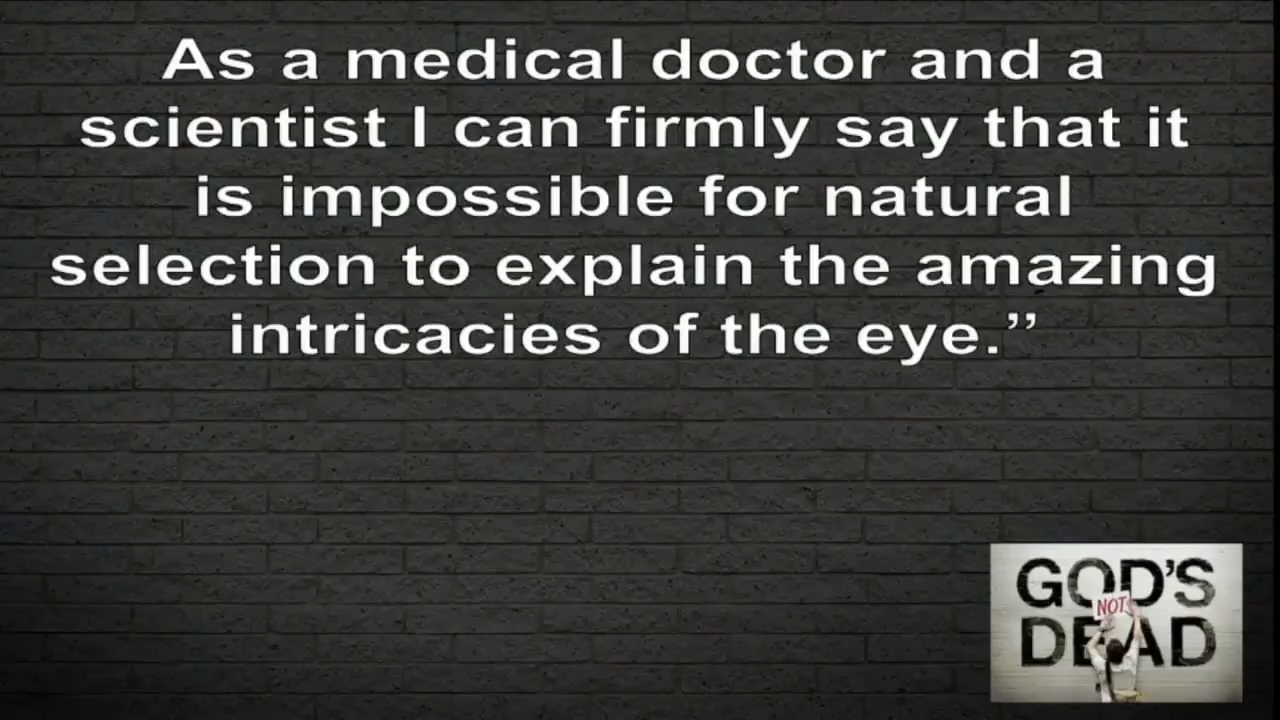 As a medical doctor and a
scientist I can firmly say that it
is impossible for natural
selection to explain the amazing
intricacies of the eye.”
GOD'S
NOT
DEAD